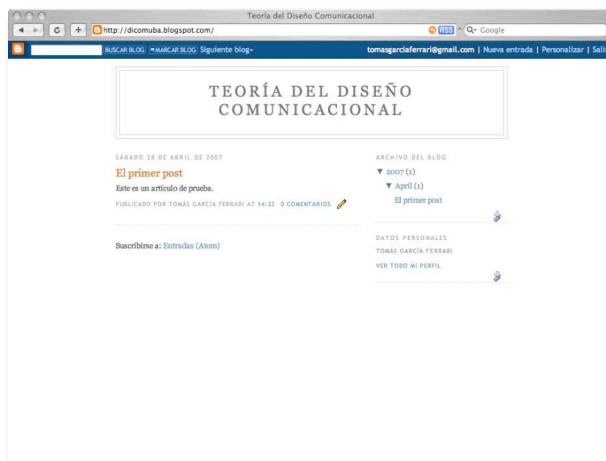 Teoría del Diseño Comunicacional
http://dicomuba.blogspot.com/ RSS Google
BUSCAR BLOG MARCAR BLOG Siguiente blog» tomasgarciaferrari@gmail.com | Nueva entrada | Personalizar | Sali
TEORÍA DEL DISEÑO
COMUNICACIONAL
SÁBADO 28 DE ABRIL DE 2007
El primer post
Este es un artículo de prueba.
PUBLICADO POR TOMÁS GARCÍA FERRARI AT 14:32 0 COMENTARIOS
Suscribirse a: Entradas (Atom)
ARCHIVO DEL BLOG
▼ 2007 (1)
▼ April (1)
El primer post
DATOS PERSONALES
TOMÁS GARCÍA FERRARI
VER TODO MI PERFIL